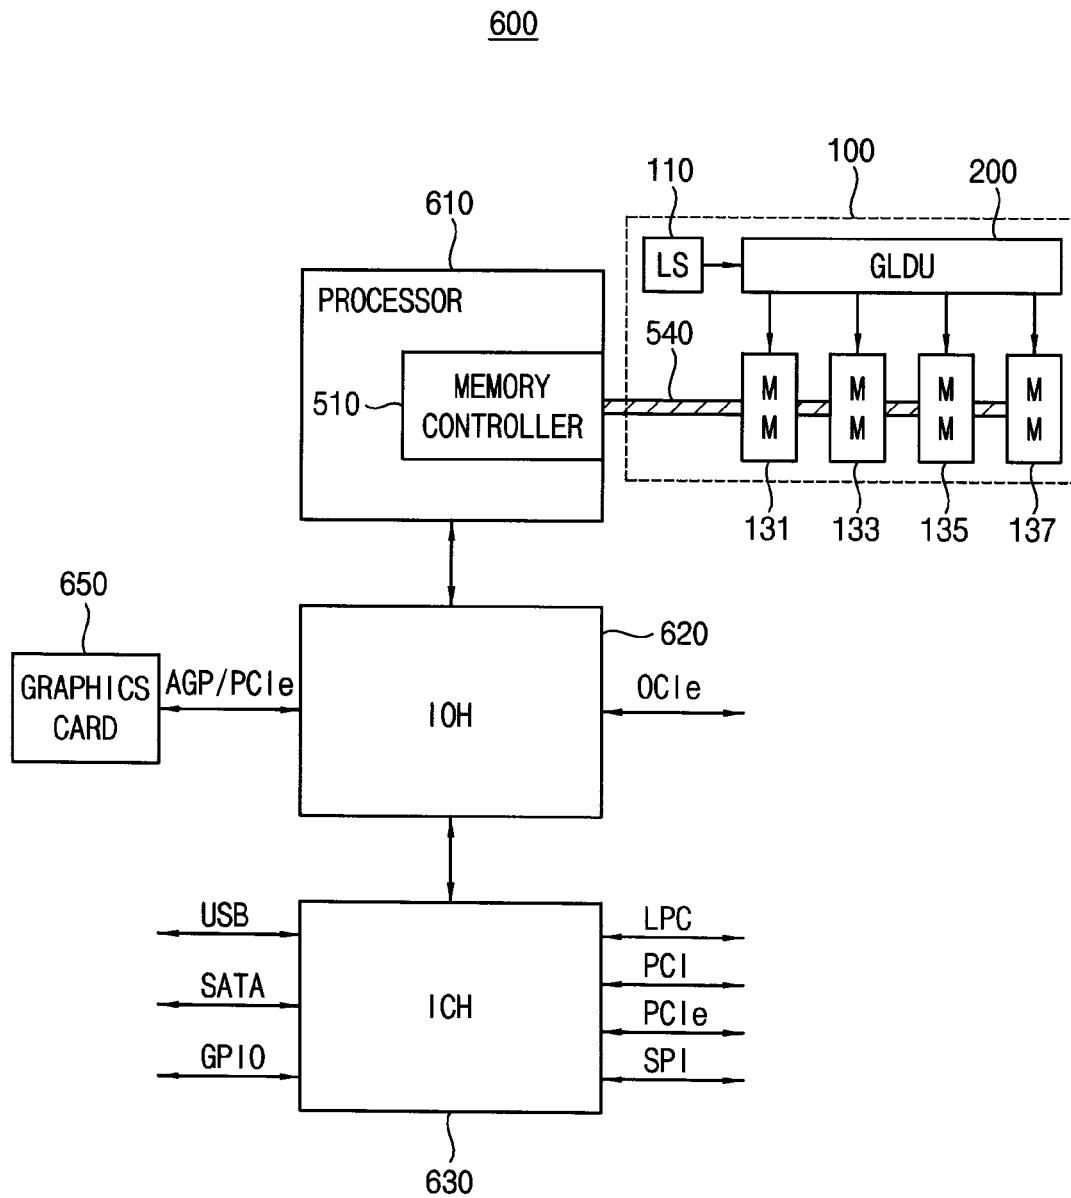 600
100
110
200
610
LS
GLDU
PROCESSOR
540
510
MEMORY
CONTROLLER
M
M
M
M
M
M
M
M
131
133
135
137
650
620
GRAPHICS
CARD
AGP/PCIe
IOH
OCIe
USB
LPC
SATA
PCI
ICH
PCIe
GPIO
SPI
630